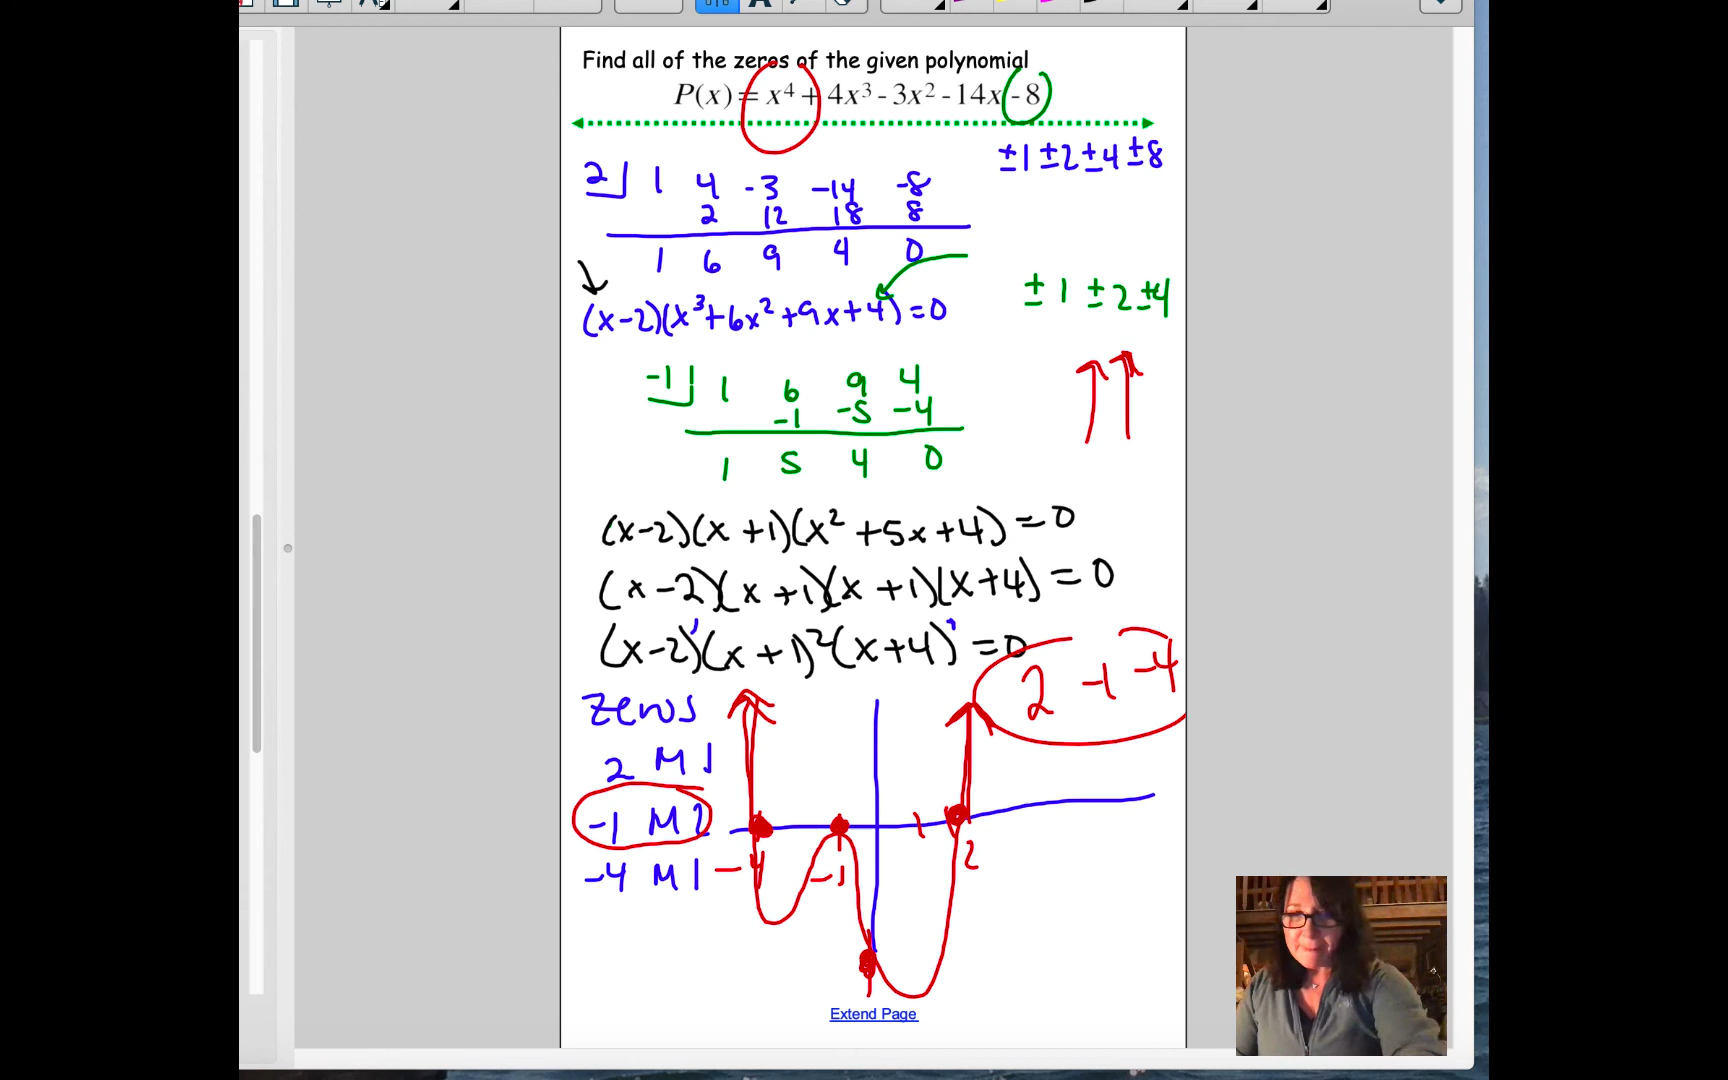 Find all of the zeros of the given polynomial
P(x) = x⁴ + 4x³ - 3x² - 14x - 8
±1 ±2 ±4 ±8
2 1 4 -3 -14 -8
2 12 18 8
1 6 9 4 0
±1 ±2 ±4
(x-2)(x³+6x²+9x+4)=0
-1 1 6 9 4
-1 -5 -4
1 5 4 0
(x-2)(x+1)(x²+5x+4)=0
(x-2)(x+1)(x+1)(x+4)=0
(x-2)¹(x+1)²(x+4)¹=0
2 -1 -4
zeros
2 M1
-1 M2
-4 M1
-4 -1 1 2
Extend Page